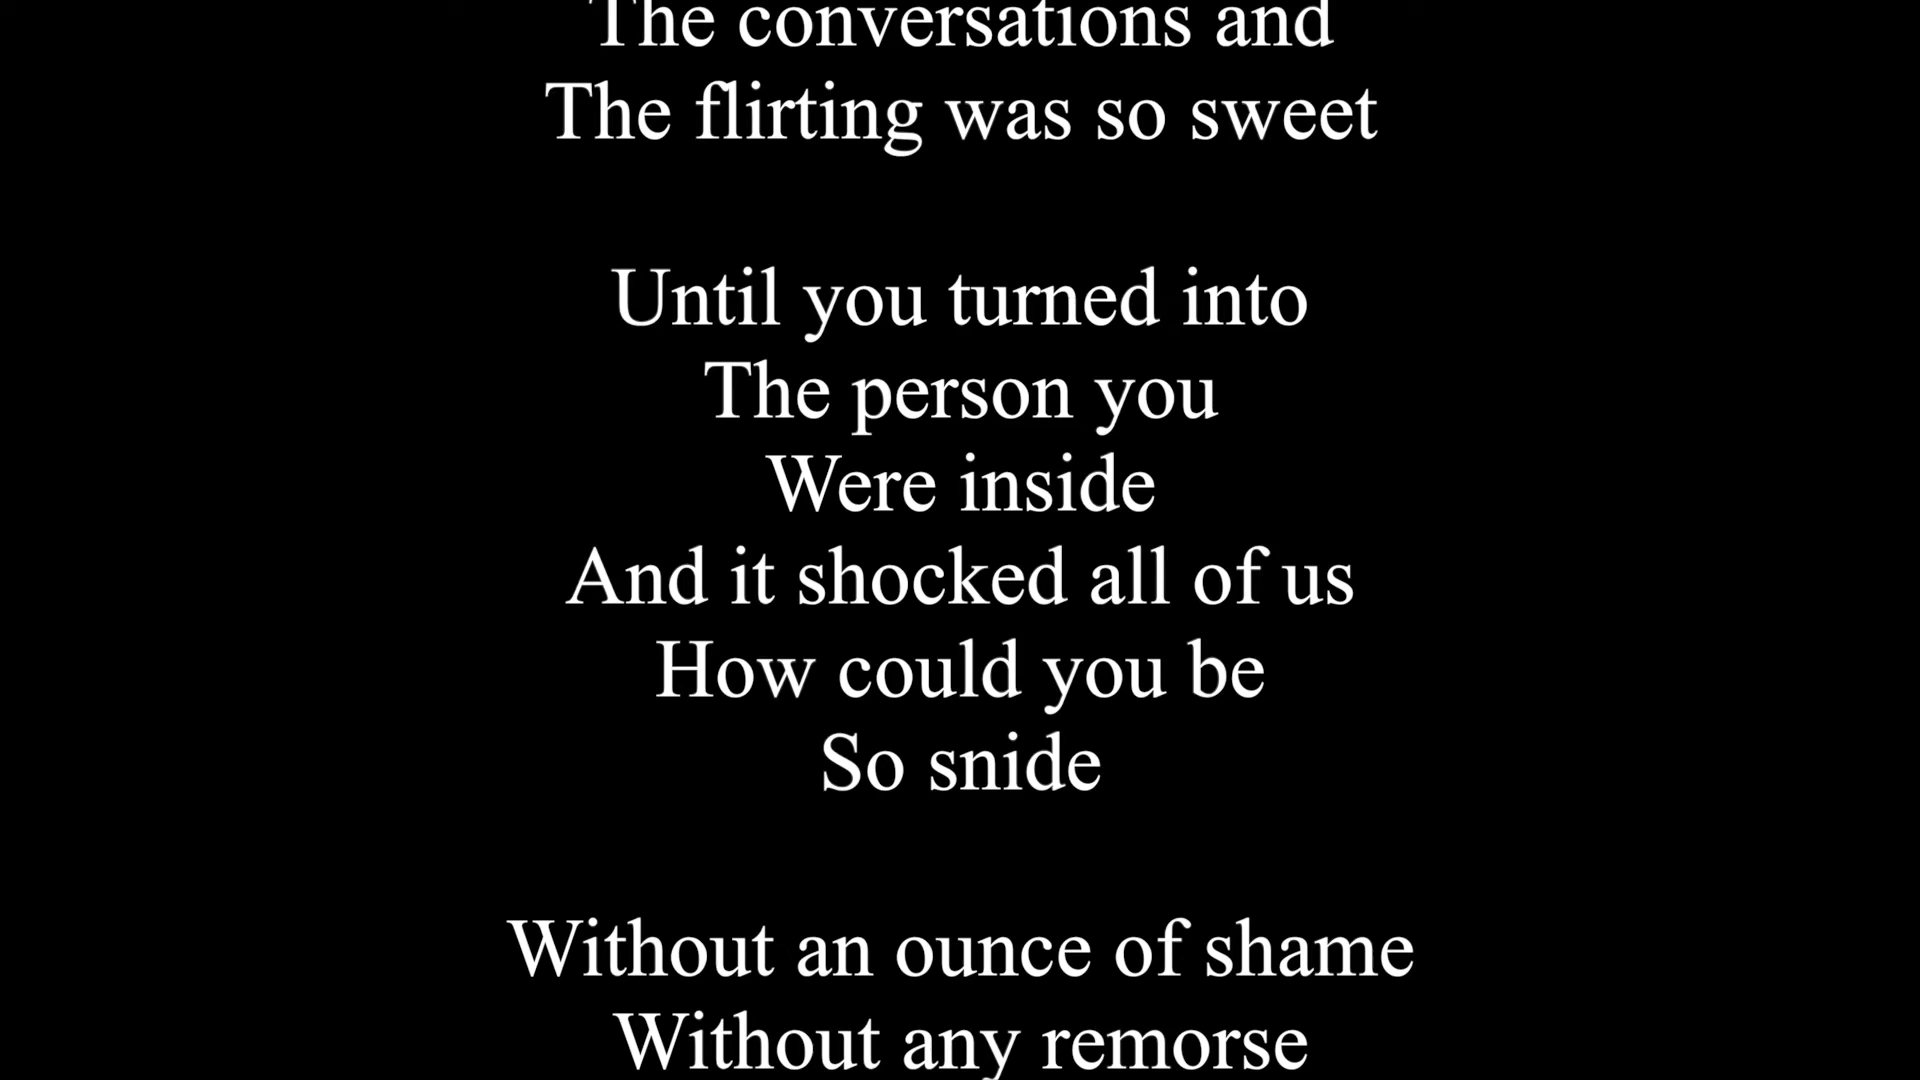 The conversations and
The flirting was so sweet
Until you turned into
The person you
Were inside
And it shocked all of us
How could you be
So snide
Without an ounce of shame
Without any remorse